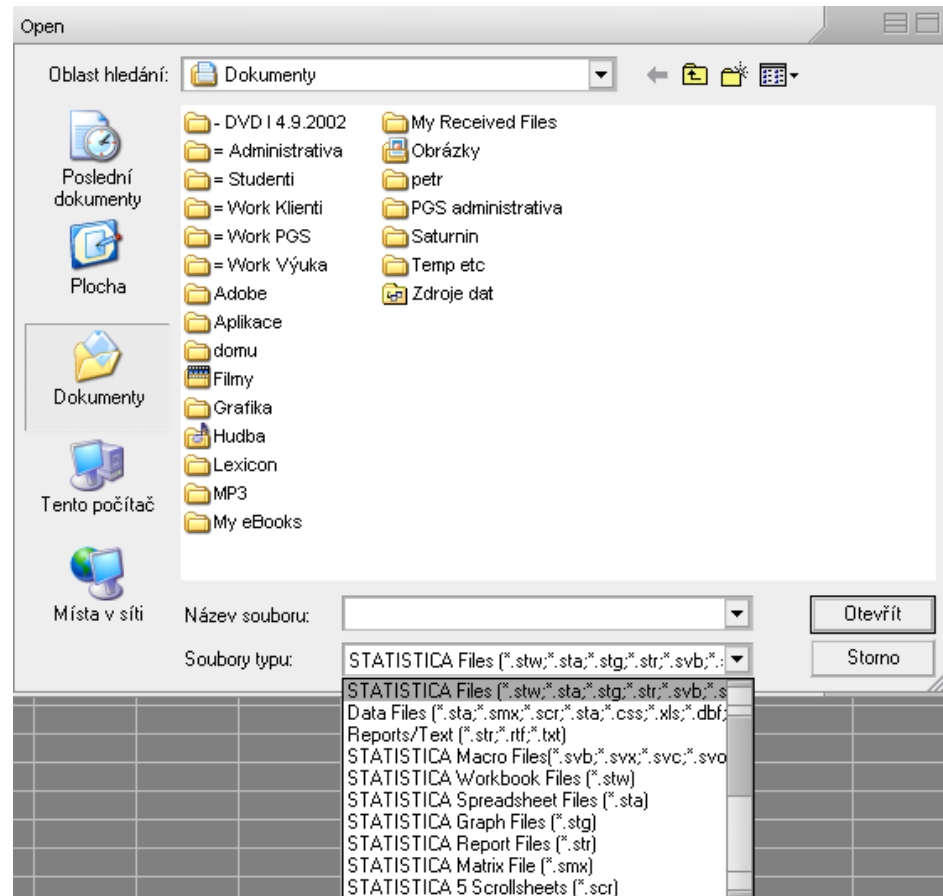 Open
Oblast hledání:
Dokumenty
Poslední
dokumenty
Plocha
Dokumenty
Tento počítač
Místa v síti
- DVD I 4.9.2002
= Administrativa
= Studenti
= Work Klienti
= Work PGS
= Work Výuka
Adobe
Aplikace
domu
Filmy
Grafika
Hudba
Lexicon
MP3
My eBooks
My Received Files
Obrázky
petr
PGS administrativa
Saturnin
Temp etc
Zdroje dat
Název souboru:
Otevřít
Soubory typu:
STATISTICA Files (*.stw;*.sta;*.stg;*.str;*.svb;*.:
Storno
STATISTICA Files (*.stw;*.sta;*.stg;*.str;*.svb;*.s
Data Files (*.sta;*.smx;*.scr;*.sta;*.css;*.xls;*.dbf;
Reports/Text (*.str;*.rtf;*.txt)
STATISTICA Macro Files(*.svb;*.svx;*.svc;*.svo
STATISTICA Workbook Files (*.stw)
STATISTICA Spreadsheet Files (*.sta)
STATISTICA Graph Files (*.stg)
STATISTICA Report Files (*.str)
STATISTICA Matrix File (*.smx)
STATISTICA 5 Scrollsheets (*.scr)